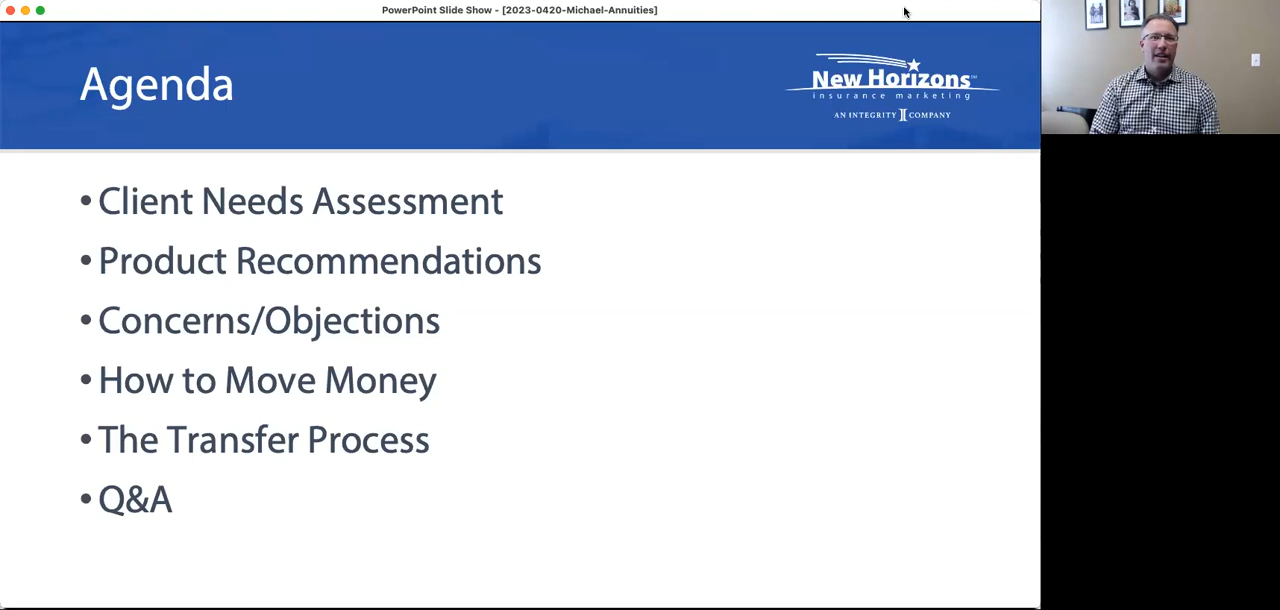 PowerPoint Slide Show - [2023-0420-Michael-Annuities]
Agenda
New Horizons™
insurance marketing
AN INTEGRITY COMPANY
• Client Needs Assessment
• Product Recommendations
• Concerns/Objections
• How to Move Money
• The Transfer Process
• Q&A